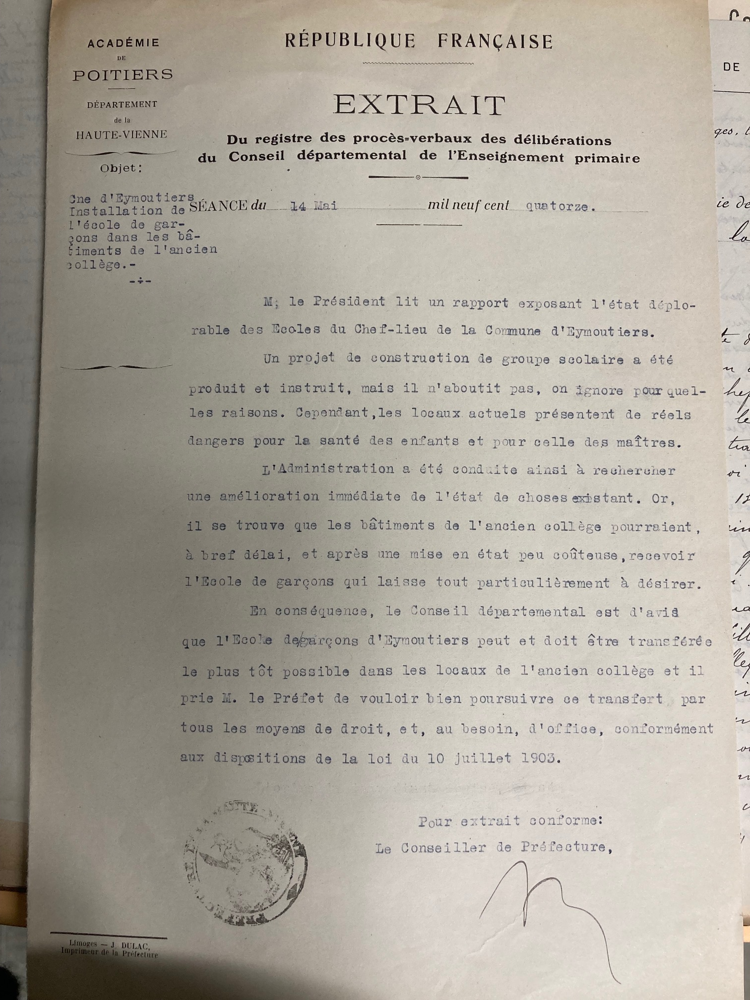 ACADÉMIE
DE
POITIERS
DÉPARTEMENT
de la
HAUTE-VIENNE
Objet:
Cne d'Eymoutiers
Installation de
l'école de gar-
çons dans les bâ-
timents de l'ancien
collège.-
-÷-
RÉPUBLIQUE FRANÇAISE
EXTRAIT
Du registre des procès-verbaux des délibérations
du Conseil départemental de l'Enseignement primaire
SÉANCE du 14 Mai mil neuf cent quatorze.
M; le Président lit un rapport exposant l'état déplo-
rable des Ecoles du Chef-lieu de la Commune d'Eymoutiers.
Un projet de construction de groupe scolaire a été
produit et instruit, mais il n'aboutit pas, on ignore pour quel-
les raisons. Cependant,les locaux actuels présentent de réels
dangers pour la santé des enfants et pour celle des maîtres.
L'Administration a été conduite ainsi à rechercher
une amélioration immédiate de l'état de choses existant. Or,
il se trouve que les bâtiments de l'ancien collège pourraient,
à bref délai, et après une mise en état peu coûteuse,recevoir
l'Ecole de garçons qui laisse tout particulièrement à désirer.
En conséquence, le Conseil départemental est d'avis
que l'Ecole de/garçons d'Eymoutiers peut et doit être transférée
le plus tôt possible dans les locaux de l'ancien collège et il
prie M. le Préfet de vouloir bien poursuivre ce transfert par
tous les moyens de droit, et, au besoin, d'office, conformément
aux dispositions de la loi du 10 juillet 1903.
Pour extrait conforme:
Le Conseiller de Préfecture,
Limoges — J. DULAC,
Imprimeur de la Préfecture
DE